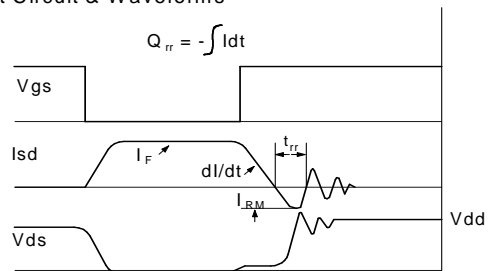 t Circuit & Waveforms
Q rr = -∫Idt
Vgs
Isd
I F
dI/dt
t rr
I RM
Vdd
Vds